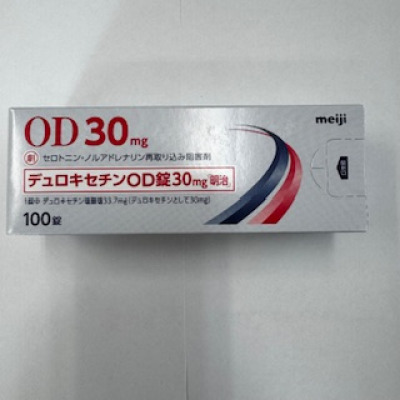 meiji
OD 30mg
劇 セロトニン・ノルアドレナリン再取り込み阻害剤
デュロキセチンOD錠30mg「明治」
1錠中 デュロキセチン塩酸塩33.7mg(デュロキセチンとして30mg)
100錠